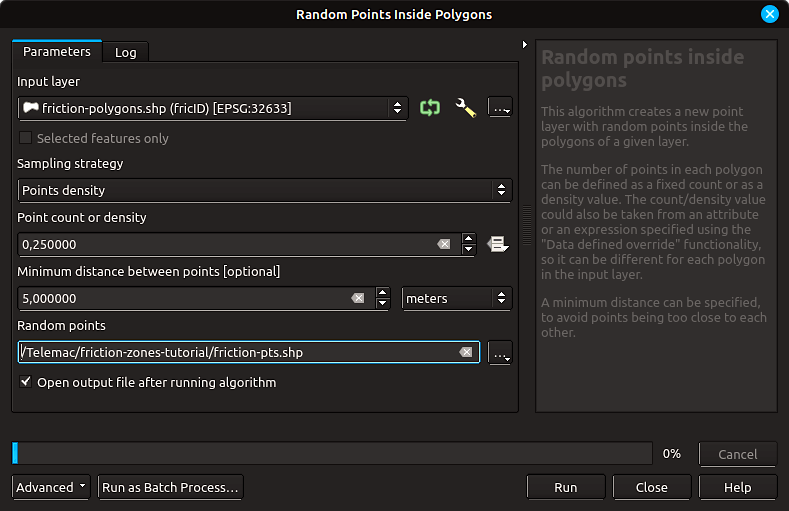 Random Points Inside Polygons
Parameters
Log
Input layer
friction-polygons.shp (fricID) [EPSG:32633]
...
Selected features only
Sampling strategy
Points density
Point count or density
0,250000
Minimum distance between points [optional]
5,000000
meters
Random points
/Telemac/friction-zones-tutorial/friction-pts.shp
...
Open output file after running algorithm
Random points inside
polygons
This algorithm creates a new point
layer with random points inside the
polygons of a given layer.
The number of points in each polygon
can be defined as a fixed count or as a
density value. The count/density value
could also be taken from an attribute
or an expression specified using the
"Data defined override" functionality,
so it can be different for each polygon
in the input layer.
A minimum distance can be specified,
to avoid points being too close to each
other.
0%
Cancel
Advanced
Run as Batch Process...
Run
Close
Help